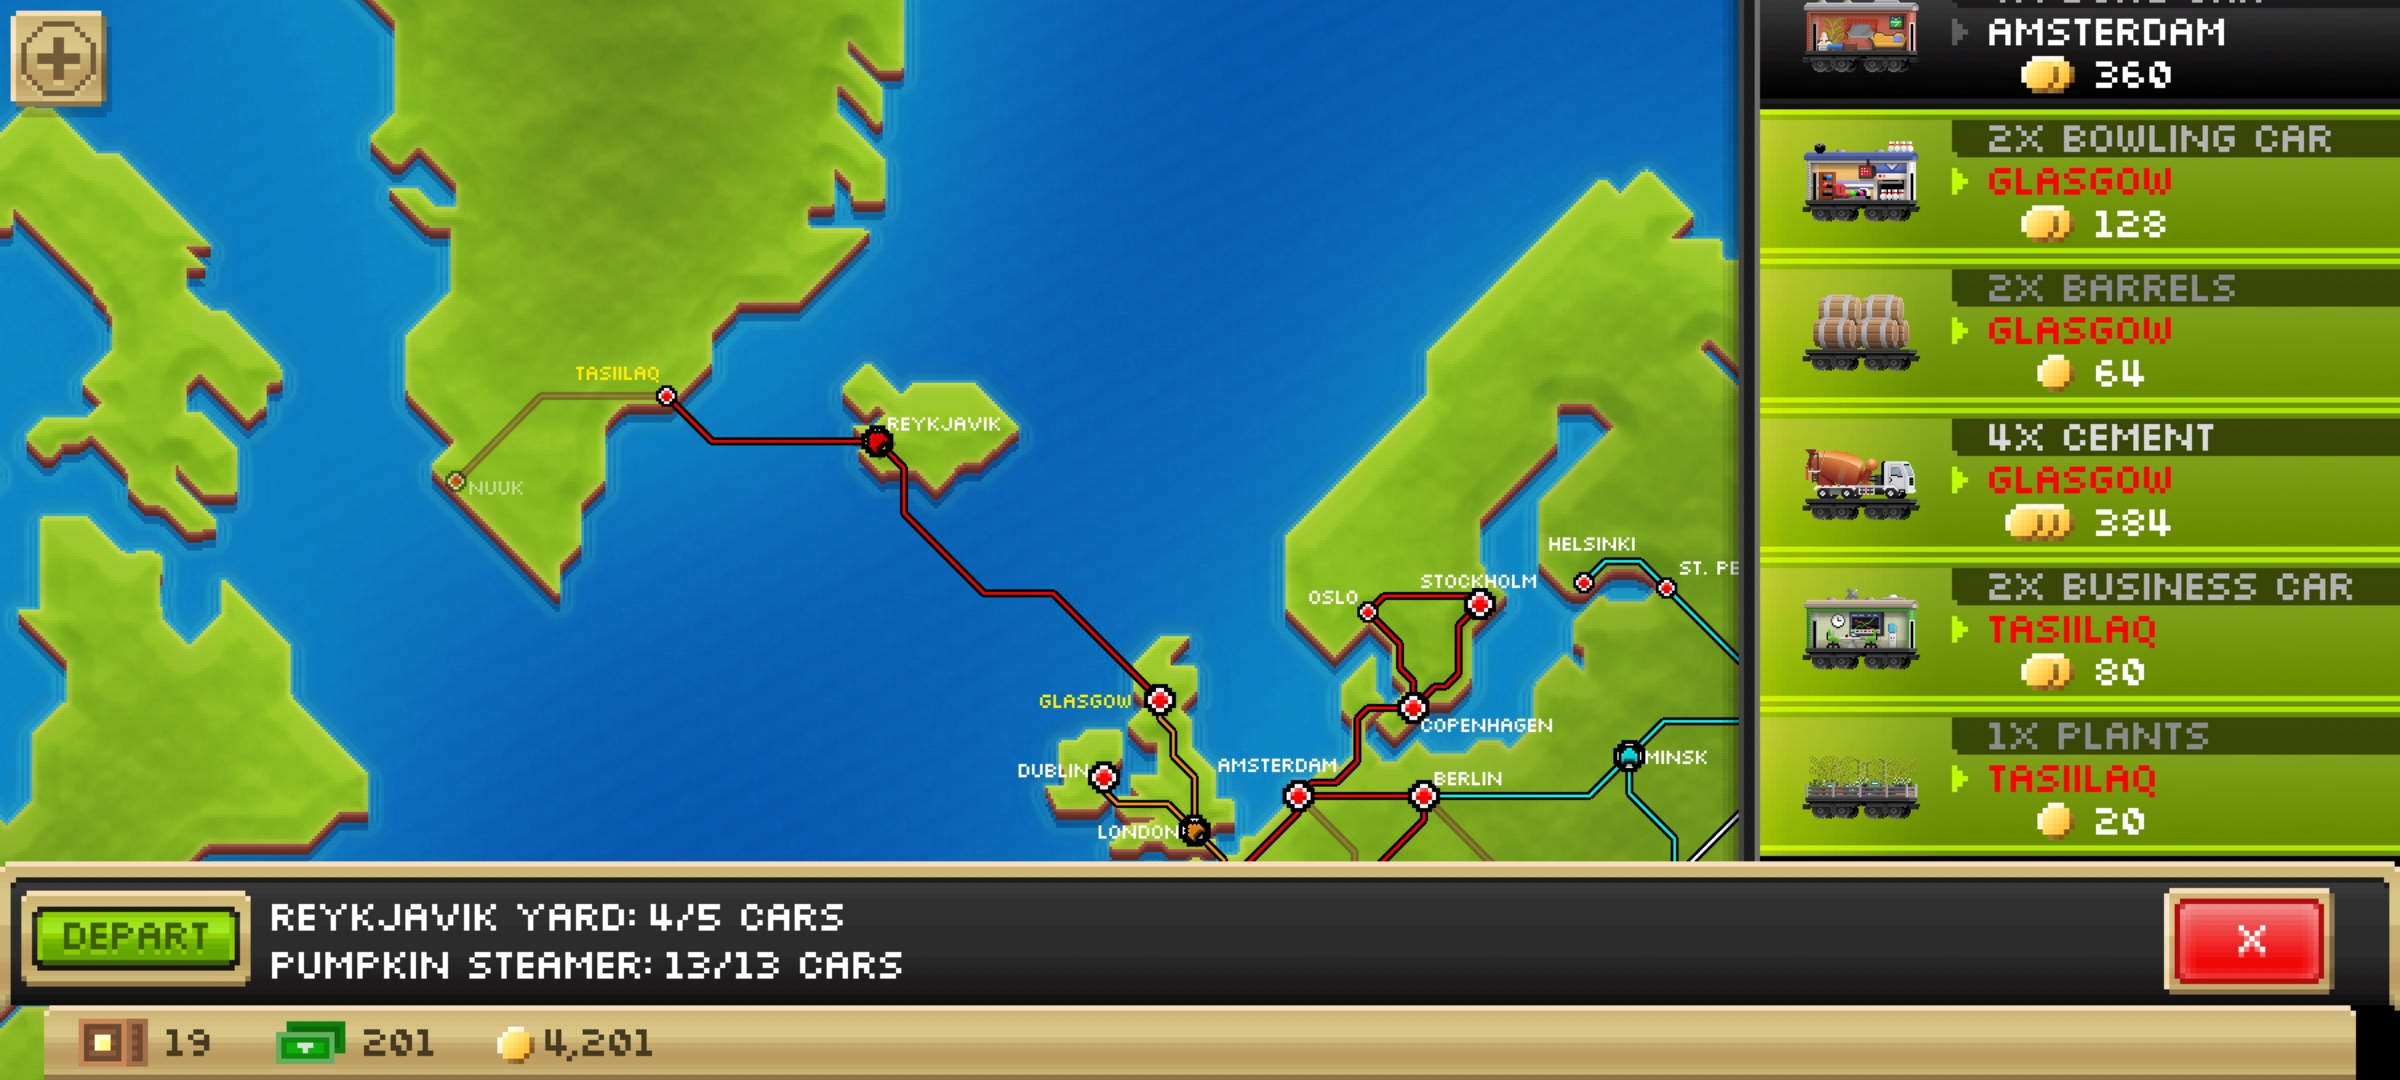 AMSTERDAM
360
2X BOWLING CAR
GLASGOW
128
2X BARRELS
GLASGOW
64
4X CEMENT
GLASGOW
384
2X BUSINESS CAR
TASIILAQ
80
1X PLANTS
TASIILAQ
20
TASIILAQ
REYKJAVIK
NUUK
HELSINKI
ST. PE
STOCKHOLM
OSLO
GLASGOW
COPENHAGEN
DUBLIN
AMSTERDAM
BERLIN
MINSK
LONDON
DEPART
REYKJAVIK YARD: 4/5 CARS
PUMPKIN STEAMER: 13/13 CARS
X
19
201
4,201